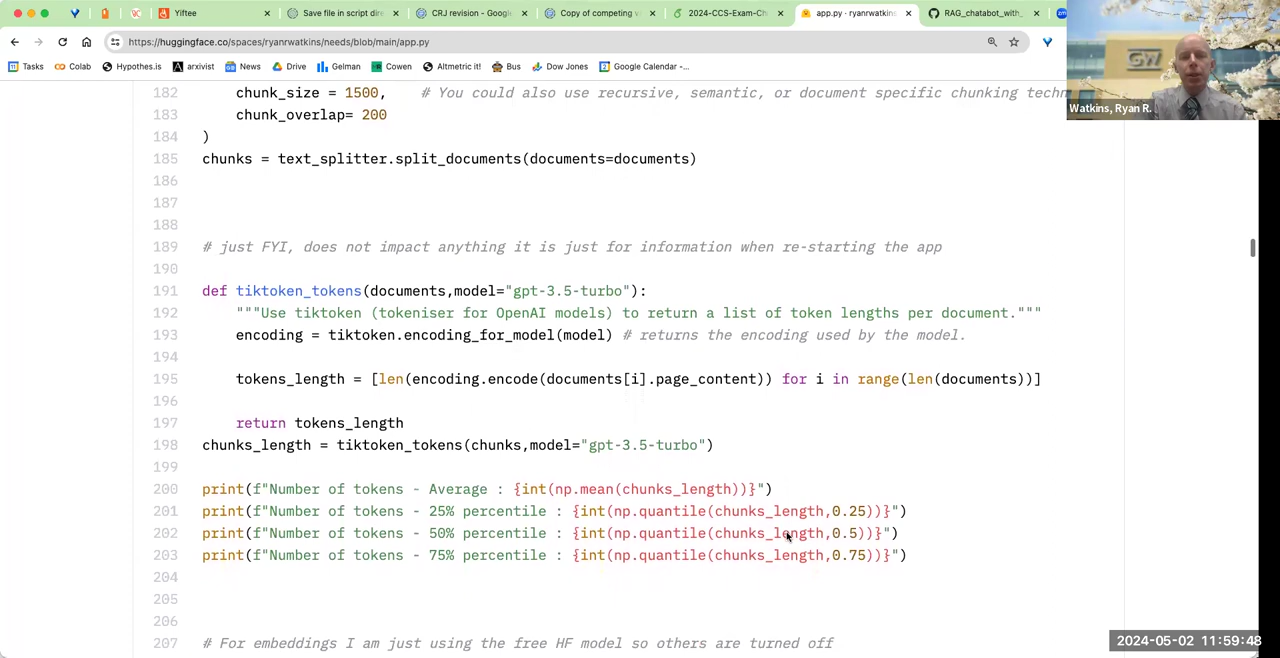 Yiftee
Save file in script dire
CRJ revision - Google
Copy of competing v
2024-CCS-Exam-Ch
app.py · ryanrwatkins
RAG_chatabot_with_
https://huggingface.co/spaces/ryanrwatkins/needs/blob/main/app.py
Tasks Colab Hypothes.is arxivist News Drive Gelman Cowen Altmetric it! Bus Dow Jones Google Calendar -...
GW
Watkins, Ryan R.
182 chunk_size = 1500, # You could also use recursive, semantic, or document specific chunking techn
183 chunk_overlap= 200
184 )
185 chunks = text_splitter.split_documents(documents=documents)
186
187
188
189 # just FYI, does not impact anything it is just for information when re-starting the app
190
191 def tiktoken_tokens(documents,model="gpt-3.5-turbo"):
192 """Use tiktoken (tokeniser for OpenAI models) to return a list of token lengths per document."""
193 encoding = tiktoken.encoding_for_model(model) # returns the encoding used by the model.
194
195 tokens_length = [len(encoding.encode(documents[i].page_content)) for i in range(len(documents))]
196
197 return tokens_length
198 chunks_length = tiktoken_tokens(chunks,model="gpt-3.5-turbo")
199
200 print(f"Number of tokens - Average : {int(np.mean(chunks_length))}")
201 print(f"Number of tokens - 25% percentile : {int(np.quantile(chunks_length,0.25))}")
202 print(f"Number of tokens - 50% percentile : {int(np.quantile(chunks_length,0.5))}")
203 print(f"Number of tokens - 75% percentile : {int(np.quantile(chunks_length,0.75))}")
204
205
206
207 # For embeddings I am just using the free HF model so others are turned off
2024-05-02 11:59:48